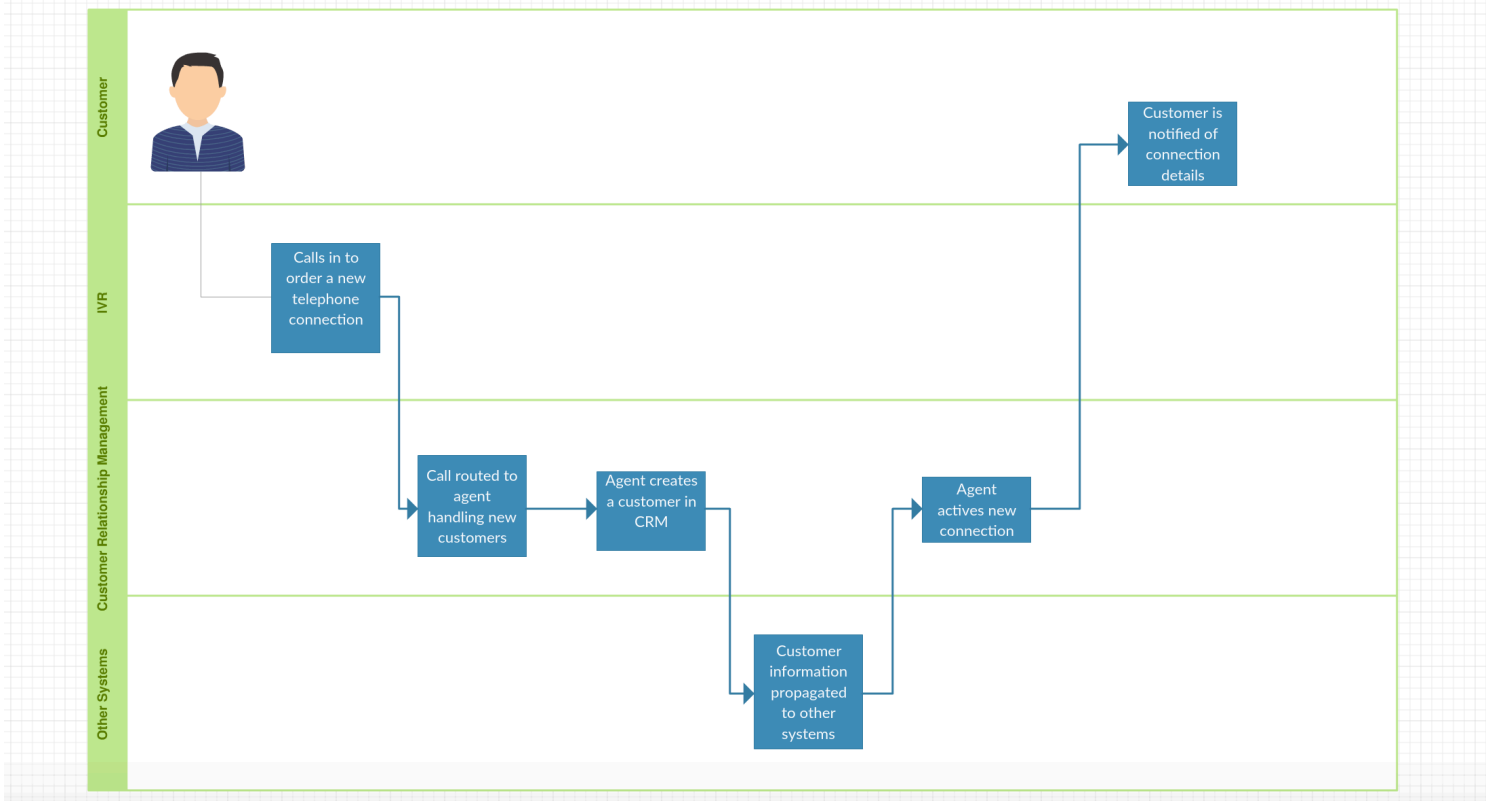 Customer
Customer is
notified of
connection
details
IVR
Calls in to
order a new
telephone
connection
Customer Relationship Management
Call routed to
agent
handling new
customers
Agent creates
a customer in
CRM
Agent
actives new
connection
Other Systems
Customer
information
propagated
to other
systems